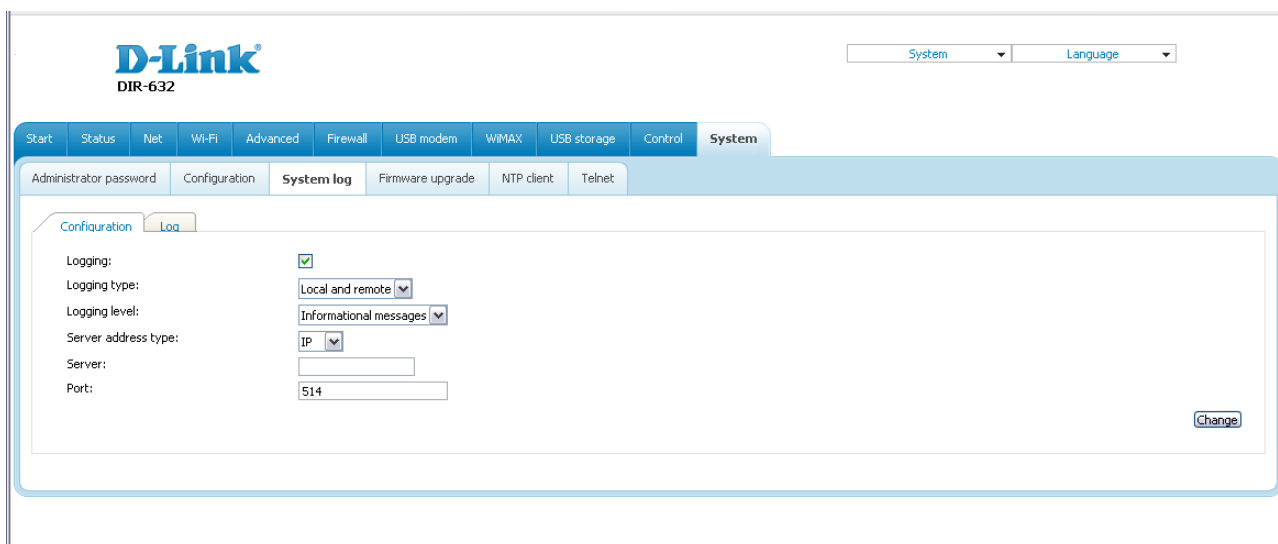 D-Link®
DIR-632
System Language
Start Status Net Wi-Fi Advanced Firewall USB modem WiMAX USB storage Control System
Administrator password Configuration System log Firmware upgrade NTP client Telnet
Configuration Log
Logging:
Logging type: Local and remote
Logging level: Informational messages
Server address type: IP
Server:
Port: 514
Change